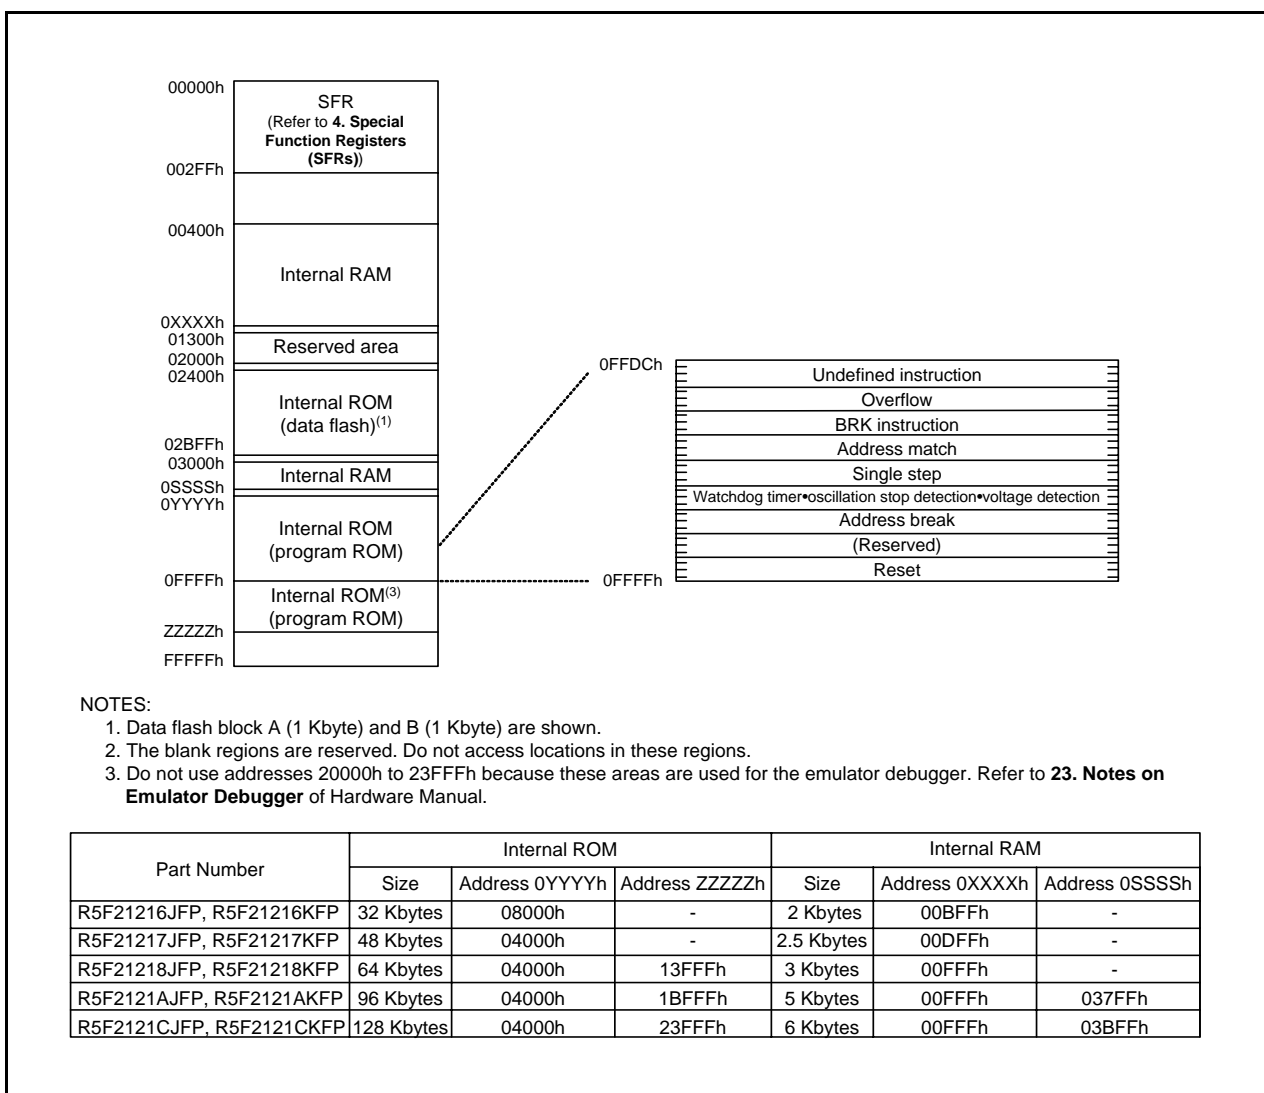 00000h
SFR
(Refer to 4. Special
Function Registers
(SFRs))
002FFh
00400h
Internal RAM
0XXXXh
01300h
Reserved area
02000h
02400h
Internal ROM
(data flash)(1)
02BFFh
03000h
Internal RAM
0SSSSh
0YYYYh
Internal ROM
(program ROM)
0FFFFh
Internal ROM(3)
(program ROM)
ZZZZZh
FFFFFh
0FFDCh
Undefined instruction
Overflow
BRK instruction
Address match
Single step
Watchdog timer•oscillation stop detection•voltage detection
Address break
(Reserved)
Reset
0FFFFh
NOTES:
1. Data flash block A (1 Kbyte) and B (1 Kbyte) are shown.
2. The blank regions are reserved. Do not access locations in these regions.
3. Do not use addresses 20000h to 23FFFh because these areas are used for the emulator debugger. Refer to 23. Notes on
Emulator Debugger of Hardware Manual.
Part Number Internal ROM Internal RAM
Size Address 0YYYYh Address ZZZZZh Size Address 0XXXXh Address 0SSSSh
R5F21216JFP, R5F21216KFP 32 Kbytes 08000h - 2 Kbytes 00BFFh -
R5F21217JFP, R5F21217KFP 48 Kbytes 04000h - 2.5 Kbytes 00DFFh -
R5F21218JFP, R5F21218KFP 64 Kbytes 04000h 13FFFh 3 Kbytes 00FFFh -
R5F2121AJFP, R5F2121AKFP 96 Kbytes 04000h 1BFFFh 5 Kbytes 00FFFh 037FFh
R5F2121CJFP, R5F2121CKFP 128 Kbytes 04000h 23FFFh 6 Kbytes 00FFFh 03BFFh